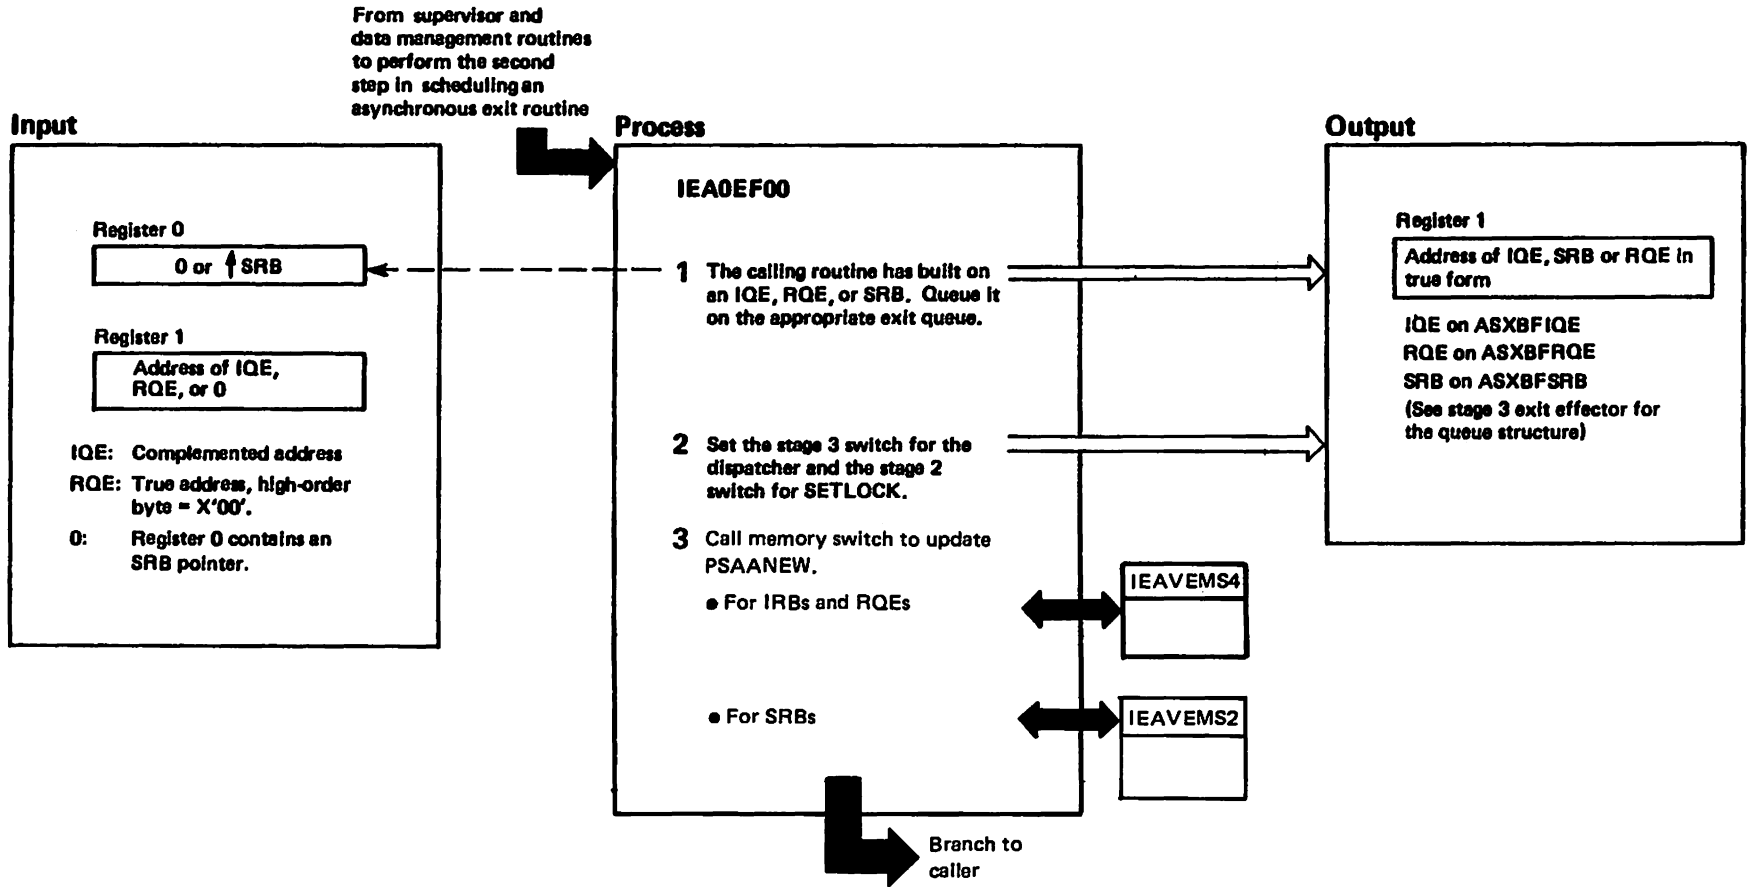 From supervisor and
data management routines
to perform the second
step in scheduling an
asynchronous exit routine
Input
Register 0
0 or ↑ SRB
Register 1
Address of IQE,
RQE, or 0
IQE: Complemented address
RQE: True address, high-order
byte = X'00'.
0: Register 0 contains an
SRB pointer.
Process
IEA0EF00
1 The calling routine has built on
an IQE, RQE, or SRB. Queue it
on the appropriate exit queue.
2 Set the stage 3 switch for the
dispatcher and the stage 2
switch for SETLOCK.
3 Call memory switch to update
PSAANEW.
• For IRBs and RQEs
• For SRBs
IEAVEMS4
IEAVEMS2
Branch to
caller
Output
Register 1
Address of IQE, SRB or RQE in
true form
IQE on ASXBFIQE
RQE on ASXBFRQE
SRB on ASXBFSRB
(See stage 3 exit effector for
the queue structure)